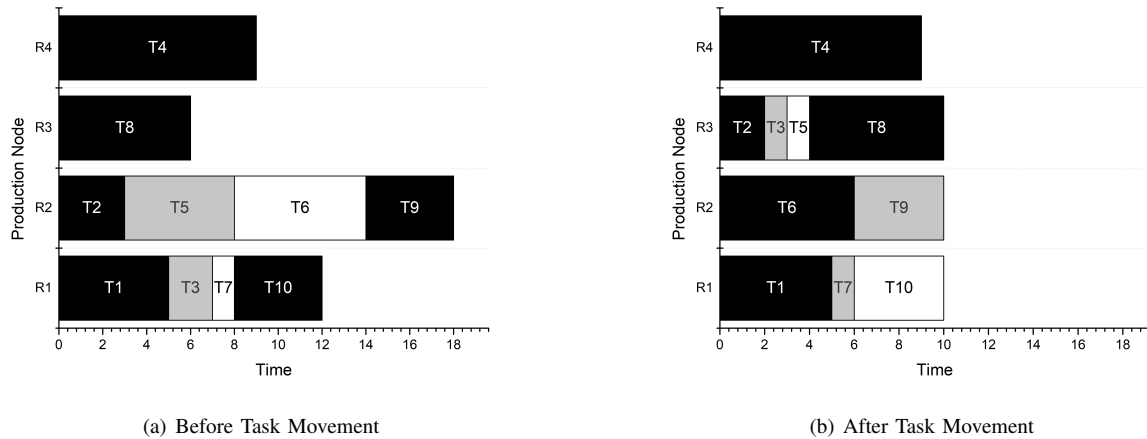 R4
T4
R3
T8
R2
T2 T5 T6 T9
R1
T1 T3 T7 T10
0 2 4 6 8 10 12 14 16 18
Time
Production Node
(a) Before Task Movement
R4
T4
R3
T2 T3 T5 T8
R2
T6 T9
R1
T1 T7 T10
0 2 4 6 8 10 12 14 16 18
Time
Production Node
(b) After Task Movement